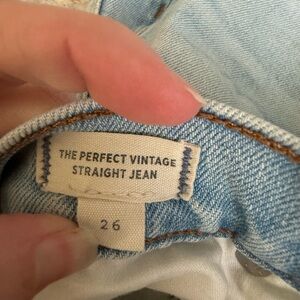 THE PERFECT VINTAGE
STRAIGHT JEAN
26